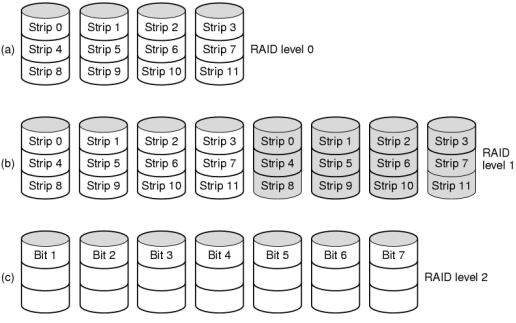 Strip 0 Strip 1 Strip 2 Strip 3
(a) Strip 4 Strip 5 Strip 6 Strip 7 RAID level 0
Strip 8 Strip 9 Strip 10 Strip 11
Strip 0 Strip 1 Strip 2 Strip 3 Strip 0 Strip 1 Strip 2 Strip 3
(b) Strip 4 Strip 5 Strip 6 Strip 7 Strip 4 Strip 5 Strip 6 Strip 7 RAID level 1
Strip 8 Strip 9 Strip 10 Strip 11 Strip 8 Strip 9 Strip 10 Strip 11
Bit 1 Bit 2 Bit 3 Bit 4 Bit 5 Bit 6 Bit 7
(c) RAID level 2